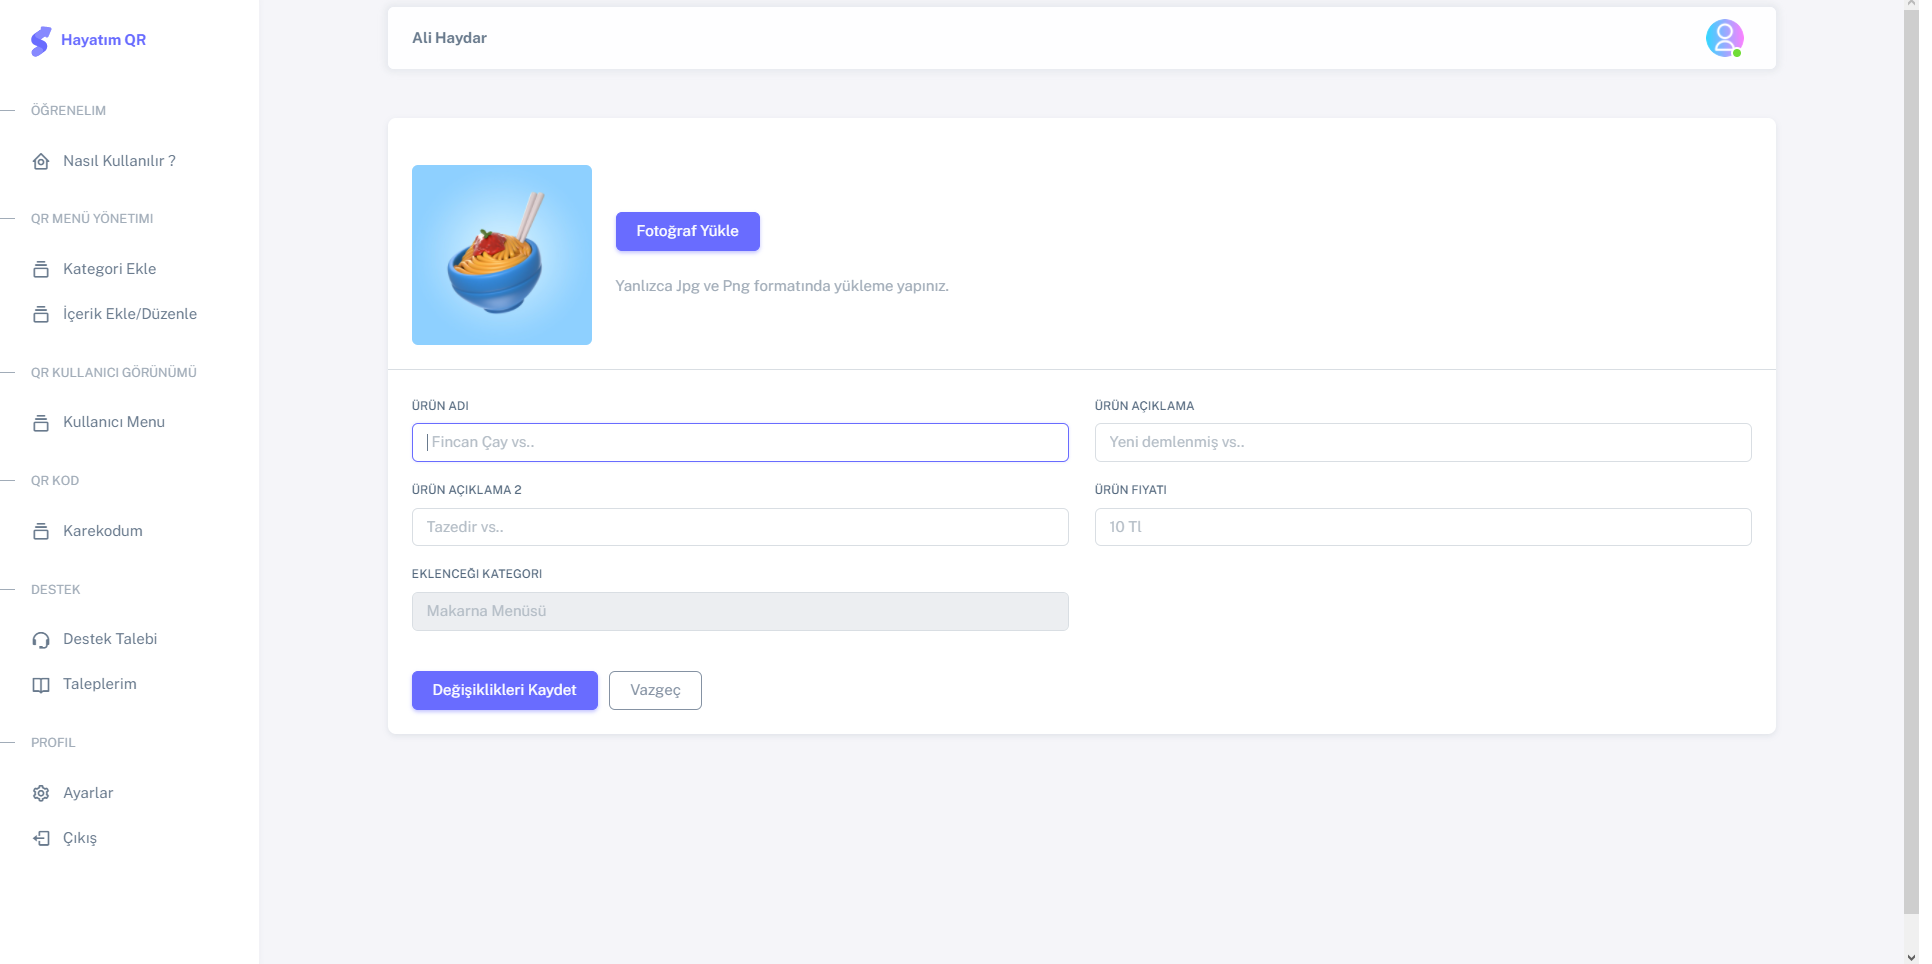 Hayatım QR
ÖĞRENELIM
Nasıl Kullanılır ?
QR MENÜ YÖNETIMI
Kategori Ekle
İçerik Ekle/Düzenle
QR KULLANICI GÖRÜNÜMÜ
Kullanıcı Menu
QR KOD
Karekodum
DESTEK
Destek Talebi
Taleplerim
PROFIL
Ayarlar
Çıkış
Ali Haydar
Fotoğraf Yükle
Yanlızca Jpg ve Png formatında yükleme yapınız.
ÜRÜN ADI
Fincan Çay vs..
ÜRÜN AÇIKLAMA
Yeni demlenmiş vs..
ÜRÜN AÇIKLAMA 2
Tazedir vs..
ÜRÜN FIYATI
10 Tl
EKLENCEĞI KATEGORI
Makarna Menüsü
Değişiklikleri Kaydet
Vazgeç